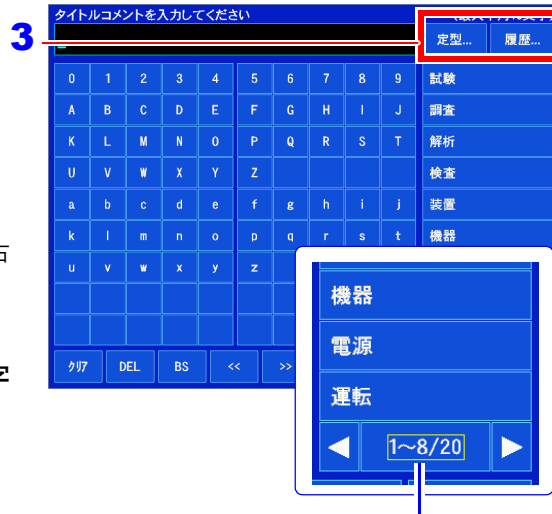 タイトルコメントを入力してください
3
定型... 履歴...
0 1 2 3 4 5 6 7 8 9 試験
A B C D E F G H I J 調査
K L M N O P Q R S T 解析
U V W X Y Z 検査
a b c d e f g h i j 装置
k l m n o p q r s t 機器
u v w x y z
クリア DEL BS << >>
機器
電源
運転
◀ 1～8/20 ▶